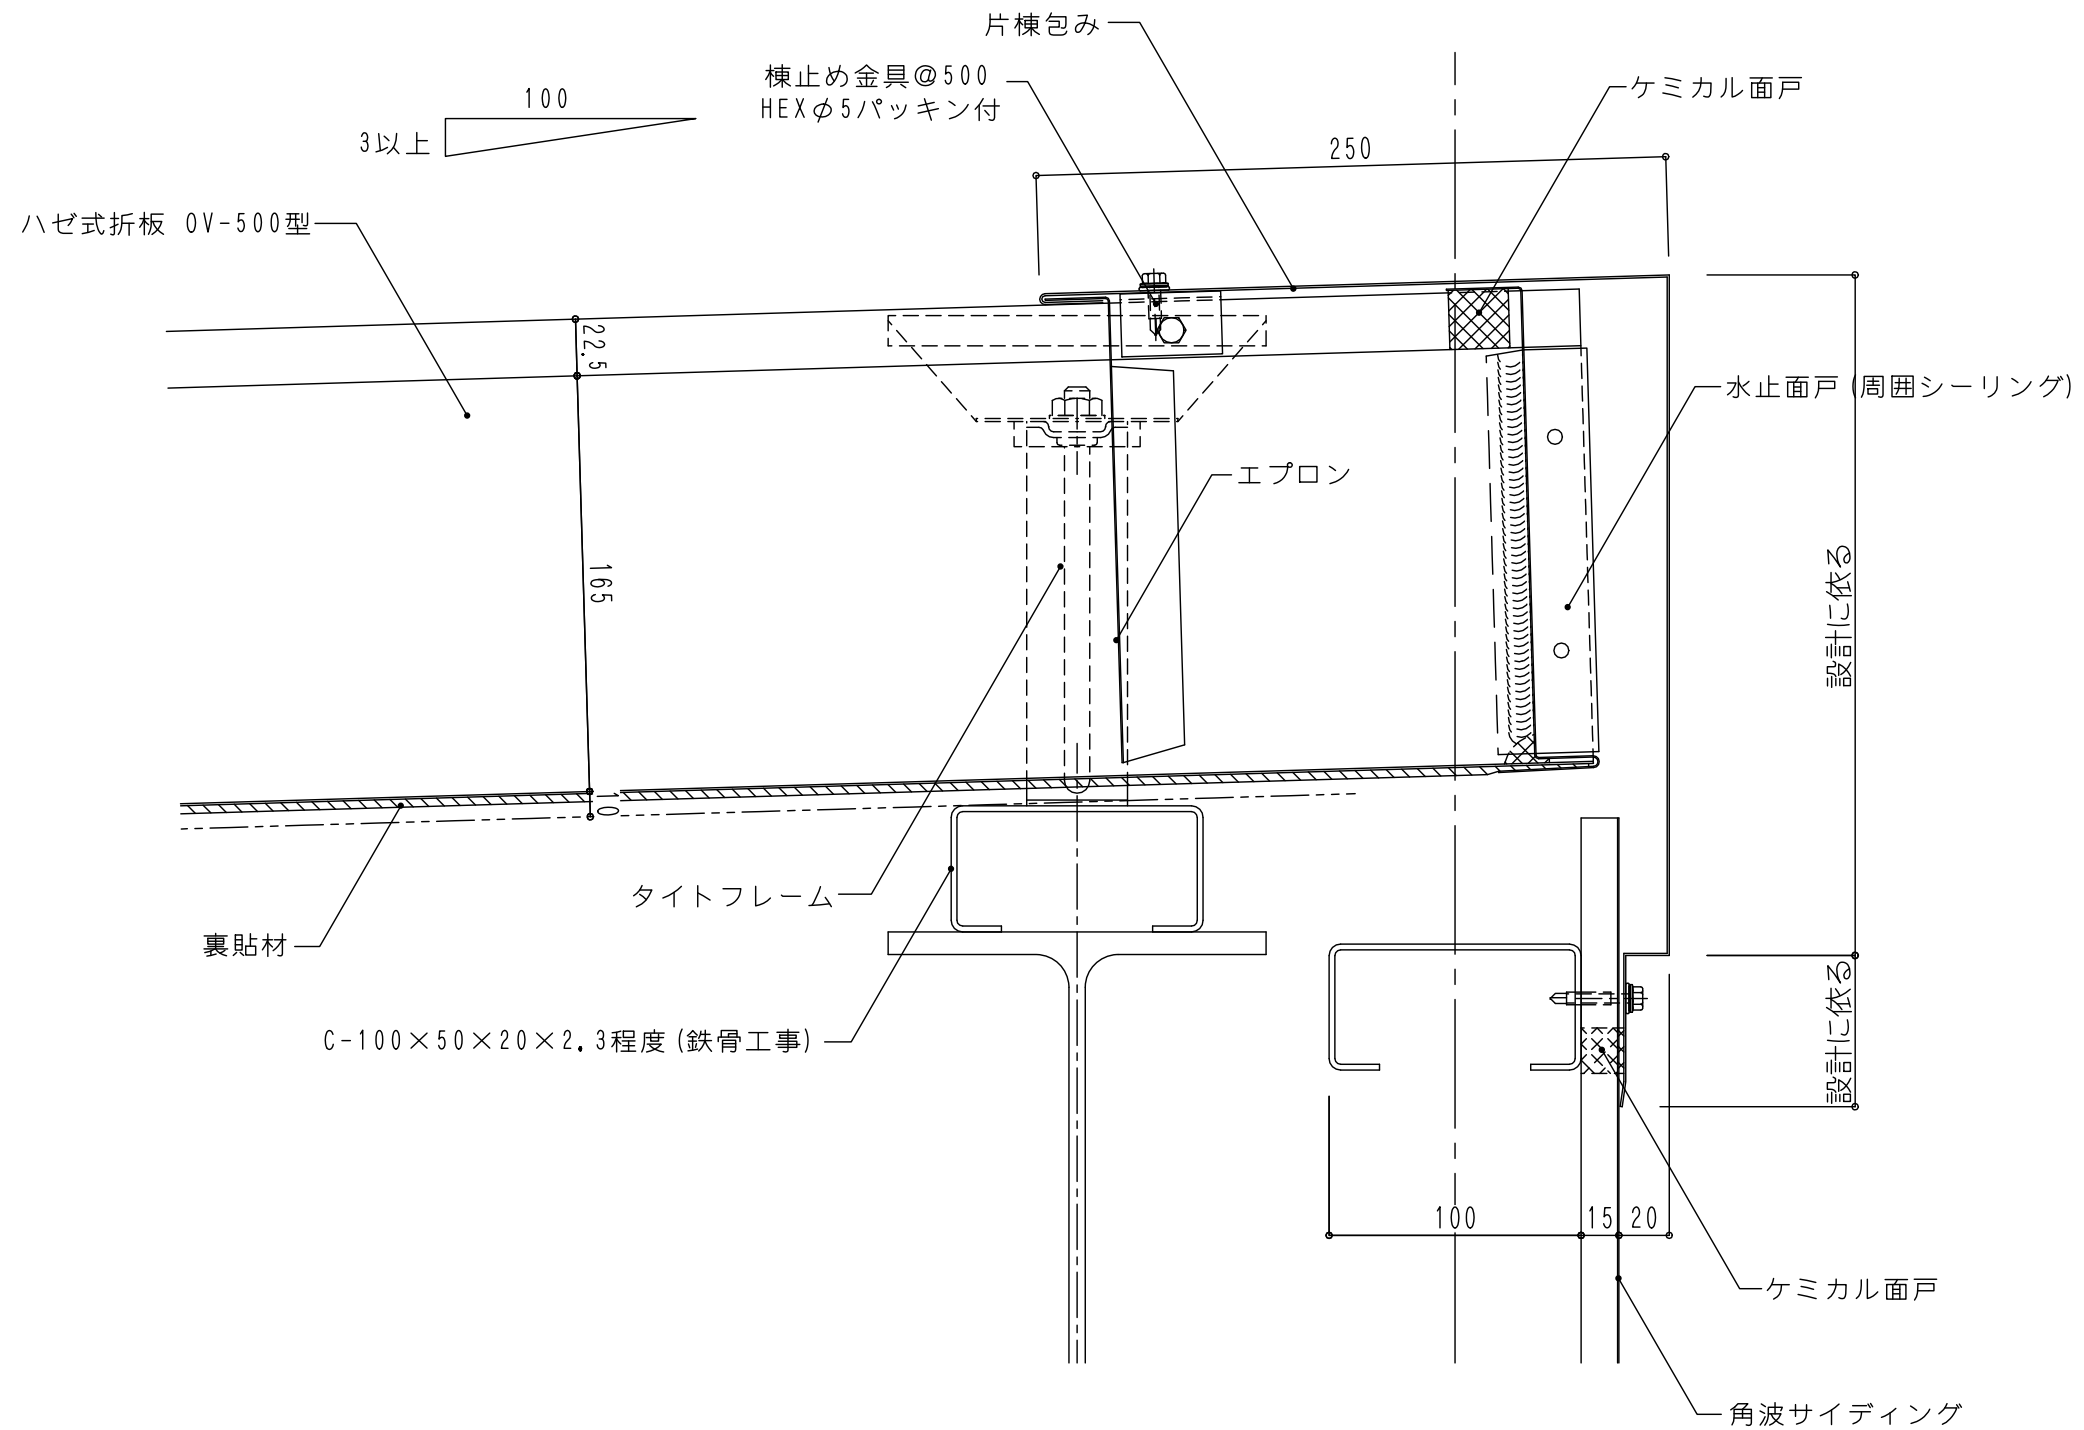 片棟包み
棟止め金具@500
HEXφ5パッキン付
ケミカル面戸
100
3以上
250
ハゼ式折板 OV-500型
22.5
水止面戸(周囲シーリング)
エプロン
165
設計に依る
10
タイトフレーム
裏貼材
設計に依る
C-100×50×20×2.3程度(鉄骨工事)
100
15
20
ケミカル面戸
角波サイディング